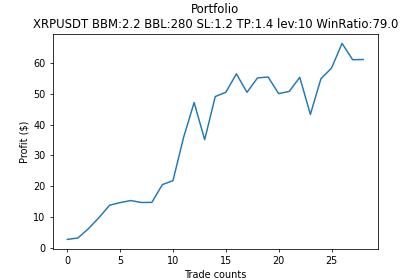 Portfolio
XRPUSDT BBM:2.2 BBL:280 SL:1.2 TP:1.4 lev:10 WinRatio:79.0
60
50
40
30
20
10
0
Profit ($)
0 5 10 15 20 25
Trade counts